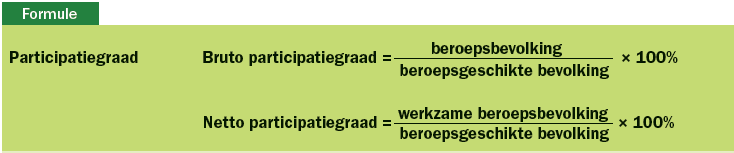 Formule
Participatiegraad Bruto participatiegraad = beroepsbevolking
beroepsgeschikte bevolking × 100%
Netto participatiegraad = werkzame beroepsbevolking
beroepsgeschikte bevolking × 100%